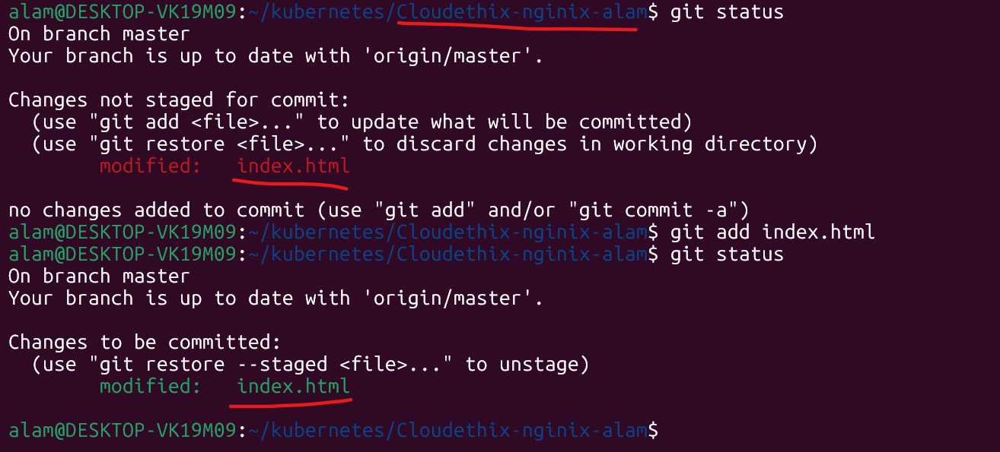 alam@DESKTOP-VK19M09:~/kubernetes/Cloudethix-nginix-alam$ git status
On branch master
Your branch is up to date with 'origin/master'.
Changes not staged for commit:
(use "git add <file>..." to update what will be committed)
(use "git restore <file>..." to discard changes in working directory)
modified: index.html
no changes added to commit (use "git add" and/or "git commit -a")
alam@DESKTOP-VK19M09:~/kubernetes/Cloudethix-nginix-alam$ git add index.html
alam@DESKTOP-VK19M09:~/kubernetes/Cloudethix-nginix-alam$ git status
On branch master
Your branch is up to date with 'origin/master'.
Changes to be committed:
(use "git restore --staged <file>..." to unstage)
modified: index.html
alam@DESKTOP-VK19M09:~/kubernetes/Cloudethix-nginix-alam$